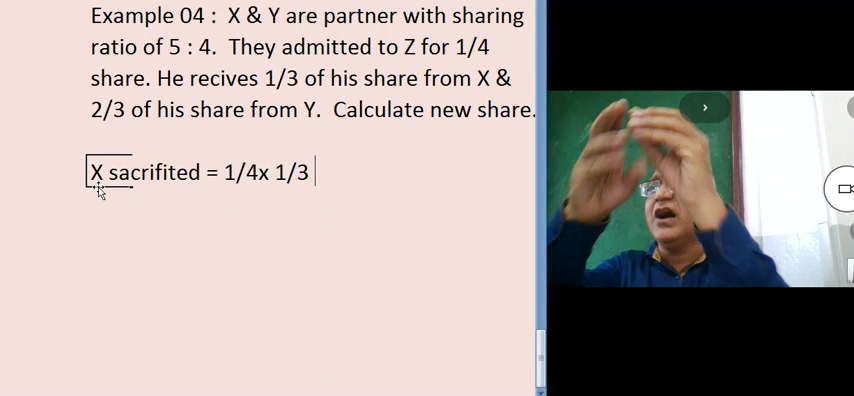 Example 04 : X & Y are partner with sharing
ratio of 5 : 4. They admitted to Z for 1/4
share. He recives 1/3 of his share from X &
2/3 of his share from Y. Calculate new share.
X sacrifited = 1/4x 1/3